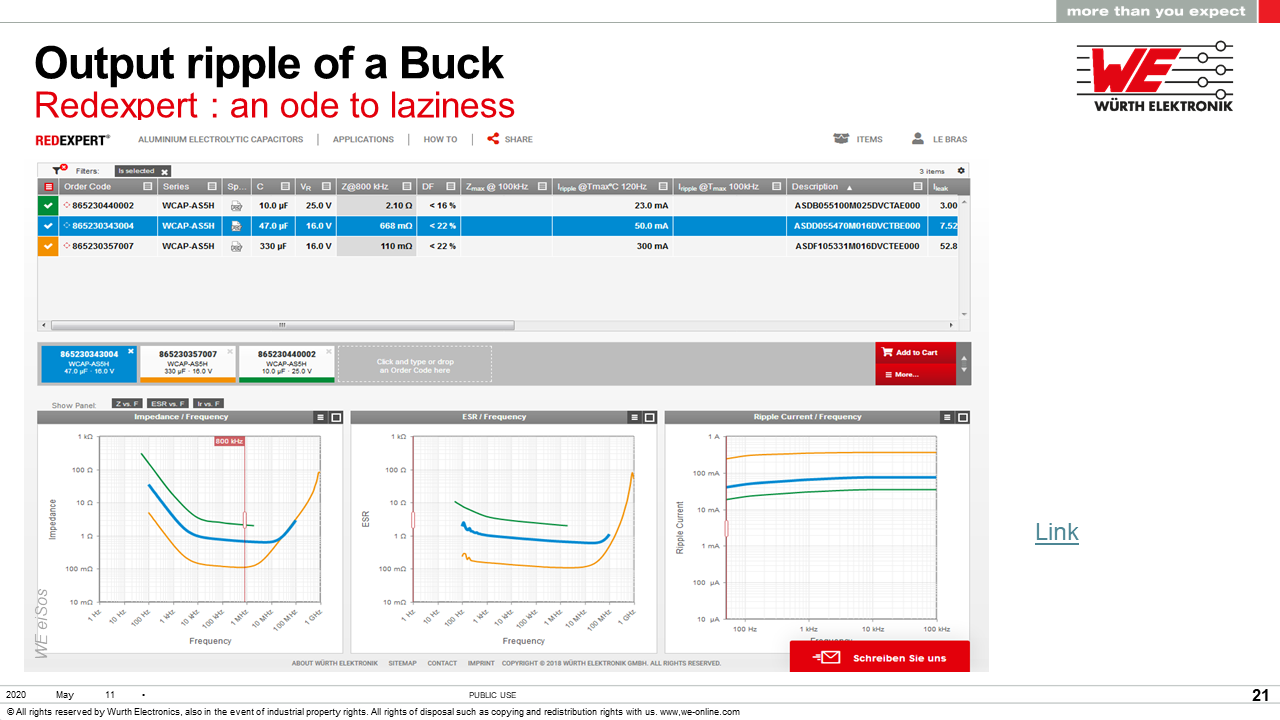 more than you expect
Output ripple of a Buck
Redexpert : an ode to laziness
WE
WÜRTH ELEKTRONIK
REDEXPERT® ALUMINIUM ELECTROLYTIC CAPACITORS | APPLICATIONS | HOW TO | SHARE ITEMS LE BRAS
Filters: Is selected 3 items
Order Code Series Sp... C VR Z@800 kHz DF Zmax @ 100kHz Iripple @Tmax°C 120Hz Iripple @Tmax 100kHz Description ▲ Ileak
865230440002 WCAP-AS5H 10.0 µF 25.0 V 2.10 Ω < 16 % 23.0 mA ASDB055100M025DVCTAE000 3.00
865230343004 WCAP-AS5H 47.0 µF 16.0 V 668 mΩ < 22 % 50.0 mA ASDD055470M016DVCTBE000 7.52
865230357007 WCAP-AS5H 330 µF 16.0 V 110 mΩ < 22 % 300 mA ASDF105331M016DVCTEE000 52.8
865230343004 865230357007 865230440002
WCAP-AS5H WCAP-AS5H WCAP-AS5H
47.0 µF · 16.0 V 330 µF · 16.0 V 10.0 µF · 25.0 V
Click and type or drop
an Order Code here
Add to Cart
More...
Show Panel: Z vs. F ESR vs. F Ir vs. F
Impedance / Frequency
800 kHz
1 kΩ
100 Ω
10 Ω
1 Ω
100 mΩ
10 mΩ
Impedance
1 Hz 10 Hz 100 Hz 1 kHz 10 kHz 100 kHz 1 MHz 10 MHz 100 MHz 1 GHz
Frequency
ESR / Frequency
1 kΩ
100 Ω
10 Ω
1 Ω
100 mΩ
10 mΩ
ESR
1 Hz 10 Hz 100 Hz 1 kHz 10 kHz 100 kHz 1 MHz 10 MHz 100 MHz 1 GHz
Frequency
Ripple Current / Frequency
1 A
100 mA
10 mA
1 mA
100 µA
10 µA
Ripple Current
100 Hz 1 kHz 10 kHz 100 kHz
Frequency
Link
WE eiSos
Schreiben Sie uns
ABOUT WÜRTH ELEKTRONIK SITEMAP CONTACT IMPRINT COPYRIGHT © 2018 WÜRTH ELEKTRONIK GMBH. ALL RIGHTS RESERVED.
2020 May 11 • PUBLIC USE 21
© All rights reserved by Wurth Electronics, also in the event of industrial property rights. All rights of disposal such as copying and redistribution rights with us. www.we-online.com